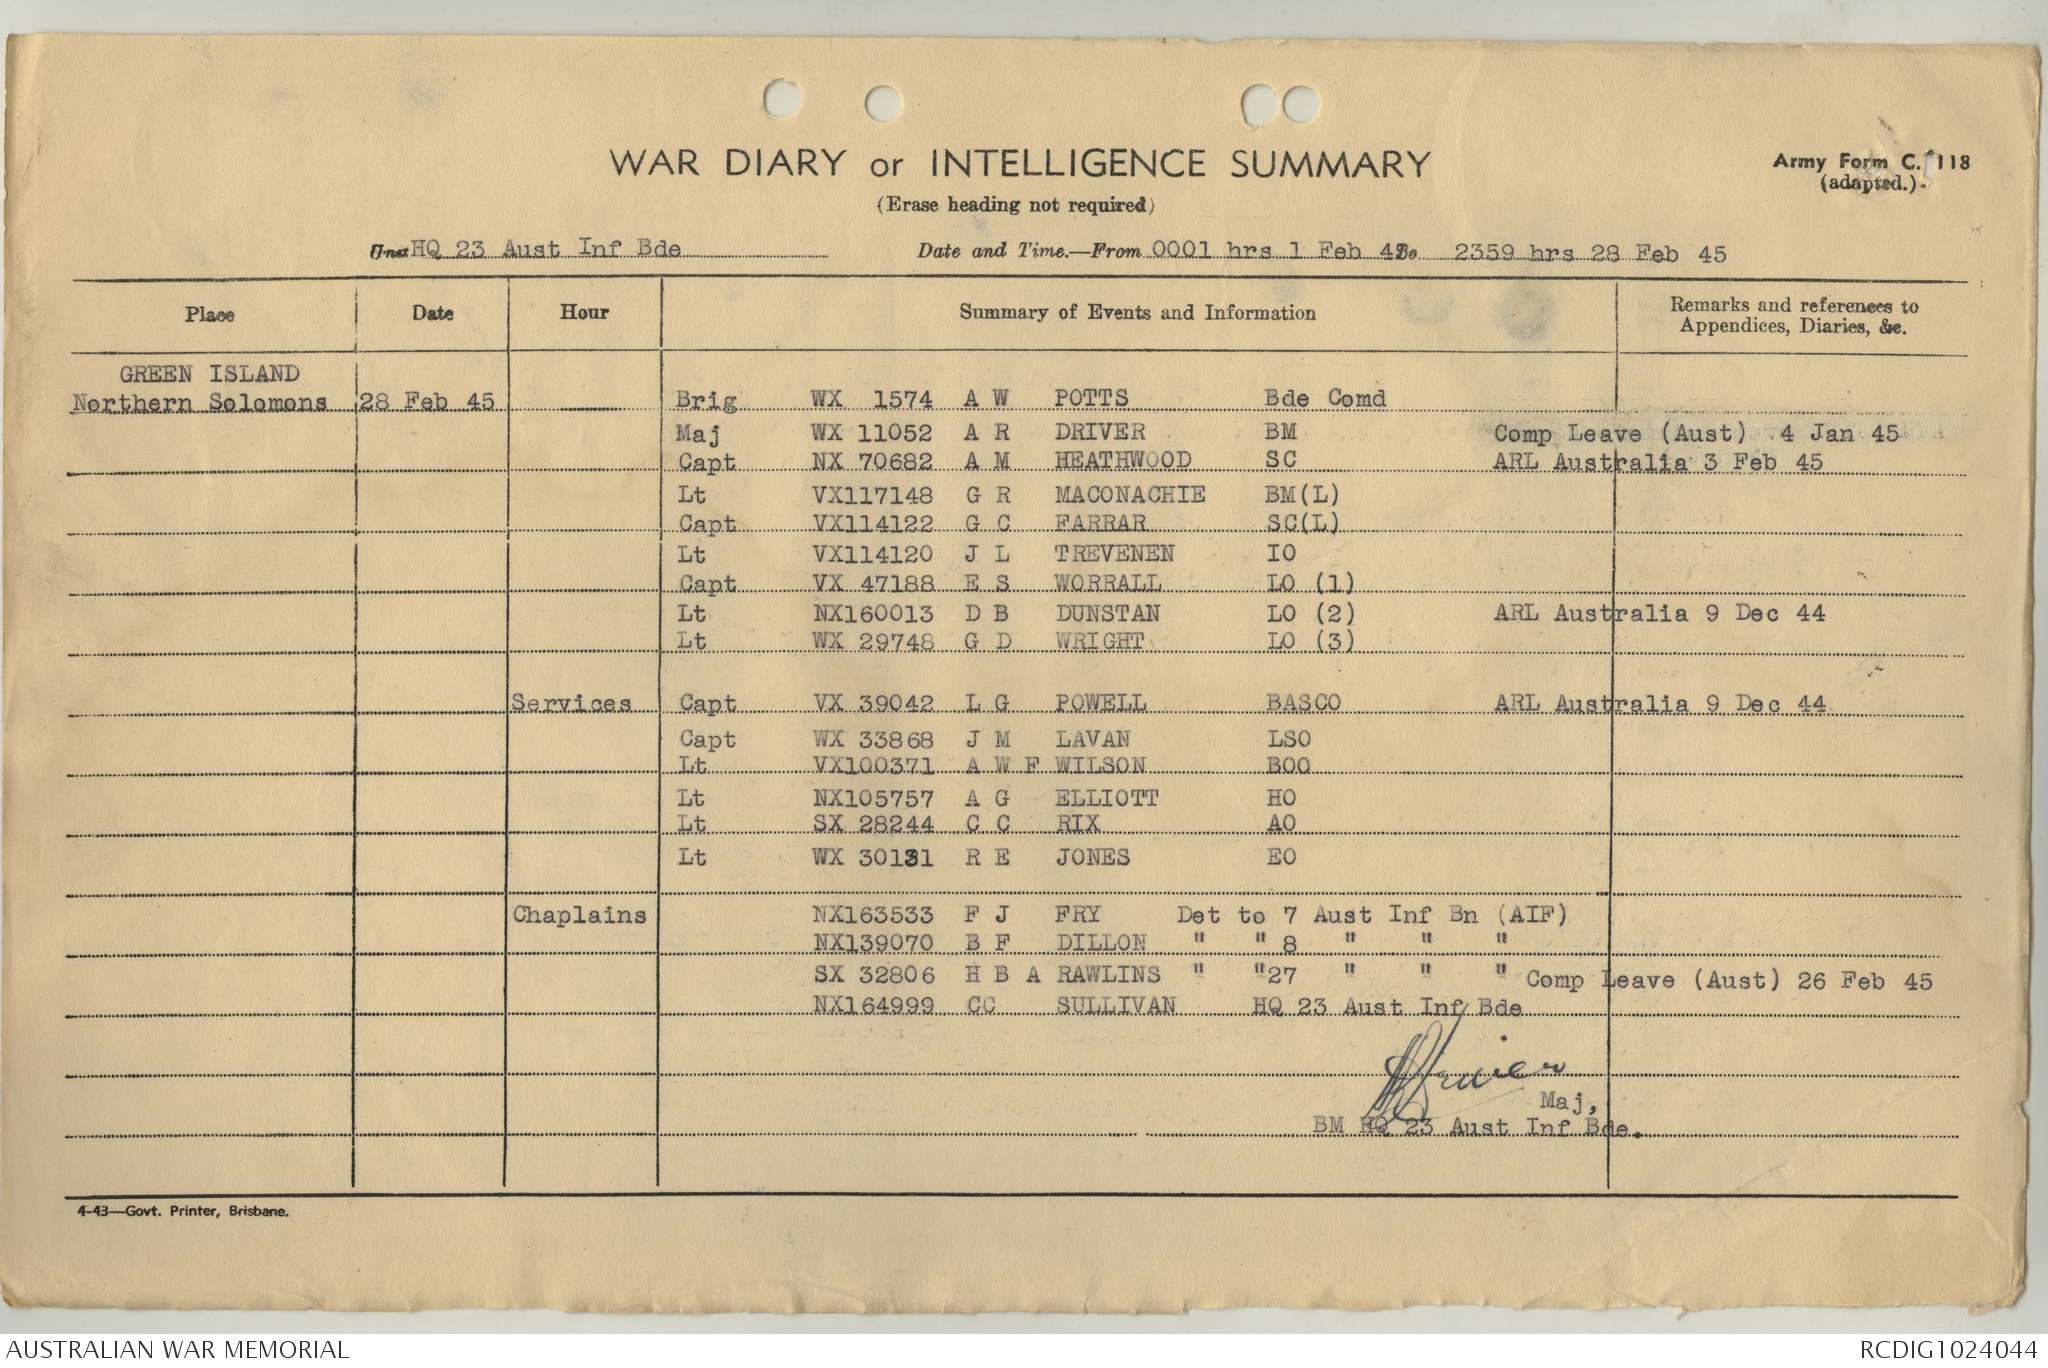 WAR DIARY or INTELLIGENCE SUMMARY
Army Form C. 118
(adapted.)
(Erase heading not required)
Unit HQ 23 Aust Inf Bde Date and Time.—From 0001 hrs 1 Feb 45 To 2359 hrs 28 Feb 45
Place Date Hour Summary of Events and Information Remarks and references to Appendices, Diaries, &c.
GREEN ISLAND
Northern Solomons 28 Feb 45 Brig WX 1574 A W POTTS Bde Comd
Maj WX 11052 A R DRIVER BM Comp Leave (Aust) 4 Jan 45
Capt NX 70682 A M HEATHWOOD SC ARL Australia 3 Feb 45
Lt VX117148 G R MACONACHIE BM(L)
Capt VX114122 G C FARRAR SC(L)
Lt VX114120 J L TREVENEN IO
Capt VX 47188 E S WORRALL LO (1)
Lt NX160013 D B DUNSTAN LO (2) ARL Australia 9 Dec 44
Lt WX 29748 G D WRIGHT LO (3)
Services Capt VX 39042 L G POWELL BASCO ARL Australia 9 Dec 44
Capt WX 33868 J M LAVAN LSO
Lt VX100371 A W F WILSON BOO
Lt NX105757 A G ELLIOTT HO
Lt SX 28244 C C RIX AO
Lt WX 30131 R E JONES EO
Chaplains NX163533 F J FRY Det to 7 Aust Inf Bn (AIF)
NX139070 B F DILLON " " 8 " " "
SX 32806 H B A RAWLINS " "27 " " " Comp Leave (Aust) 26 Feb 45
NX164999 CC SULLIVAN HQ 23 Aust Inf Bde
Driver
Maj,
BM HQ 23 Aust Inf Bde.
4-43—Govt. Printer, Brisbane.
AUSTRALIAN WAR MEMORIAL RCDIG1024044